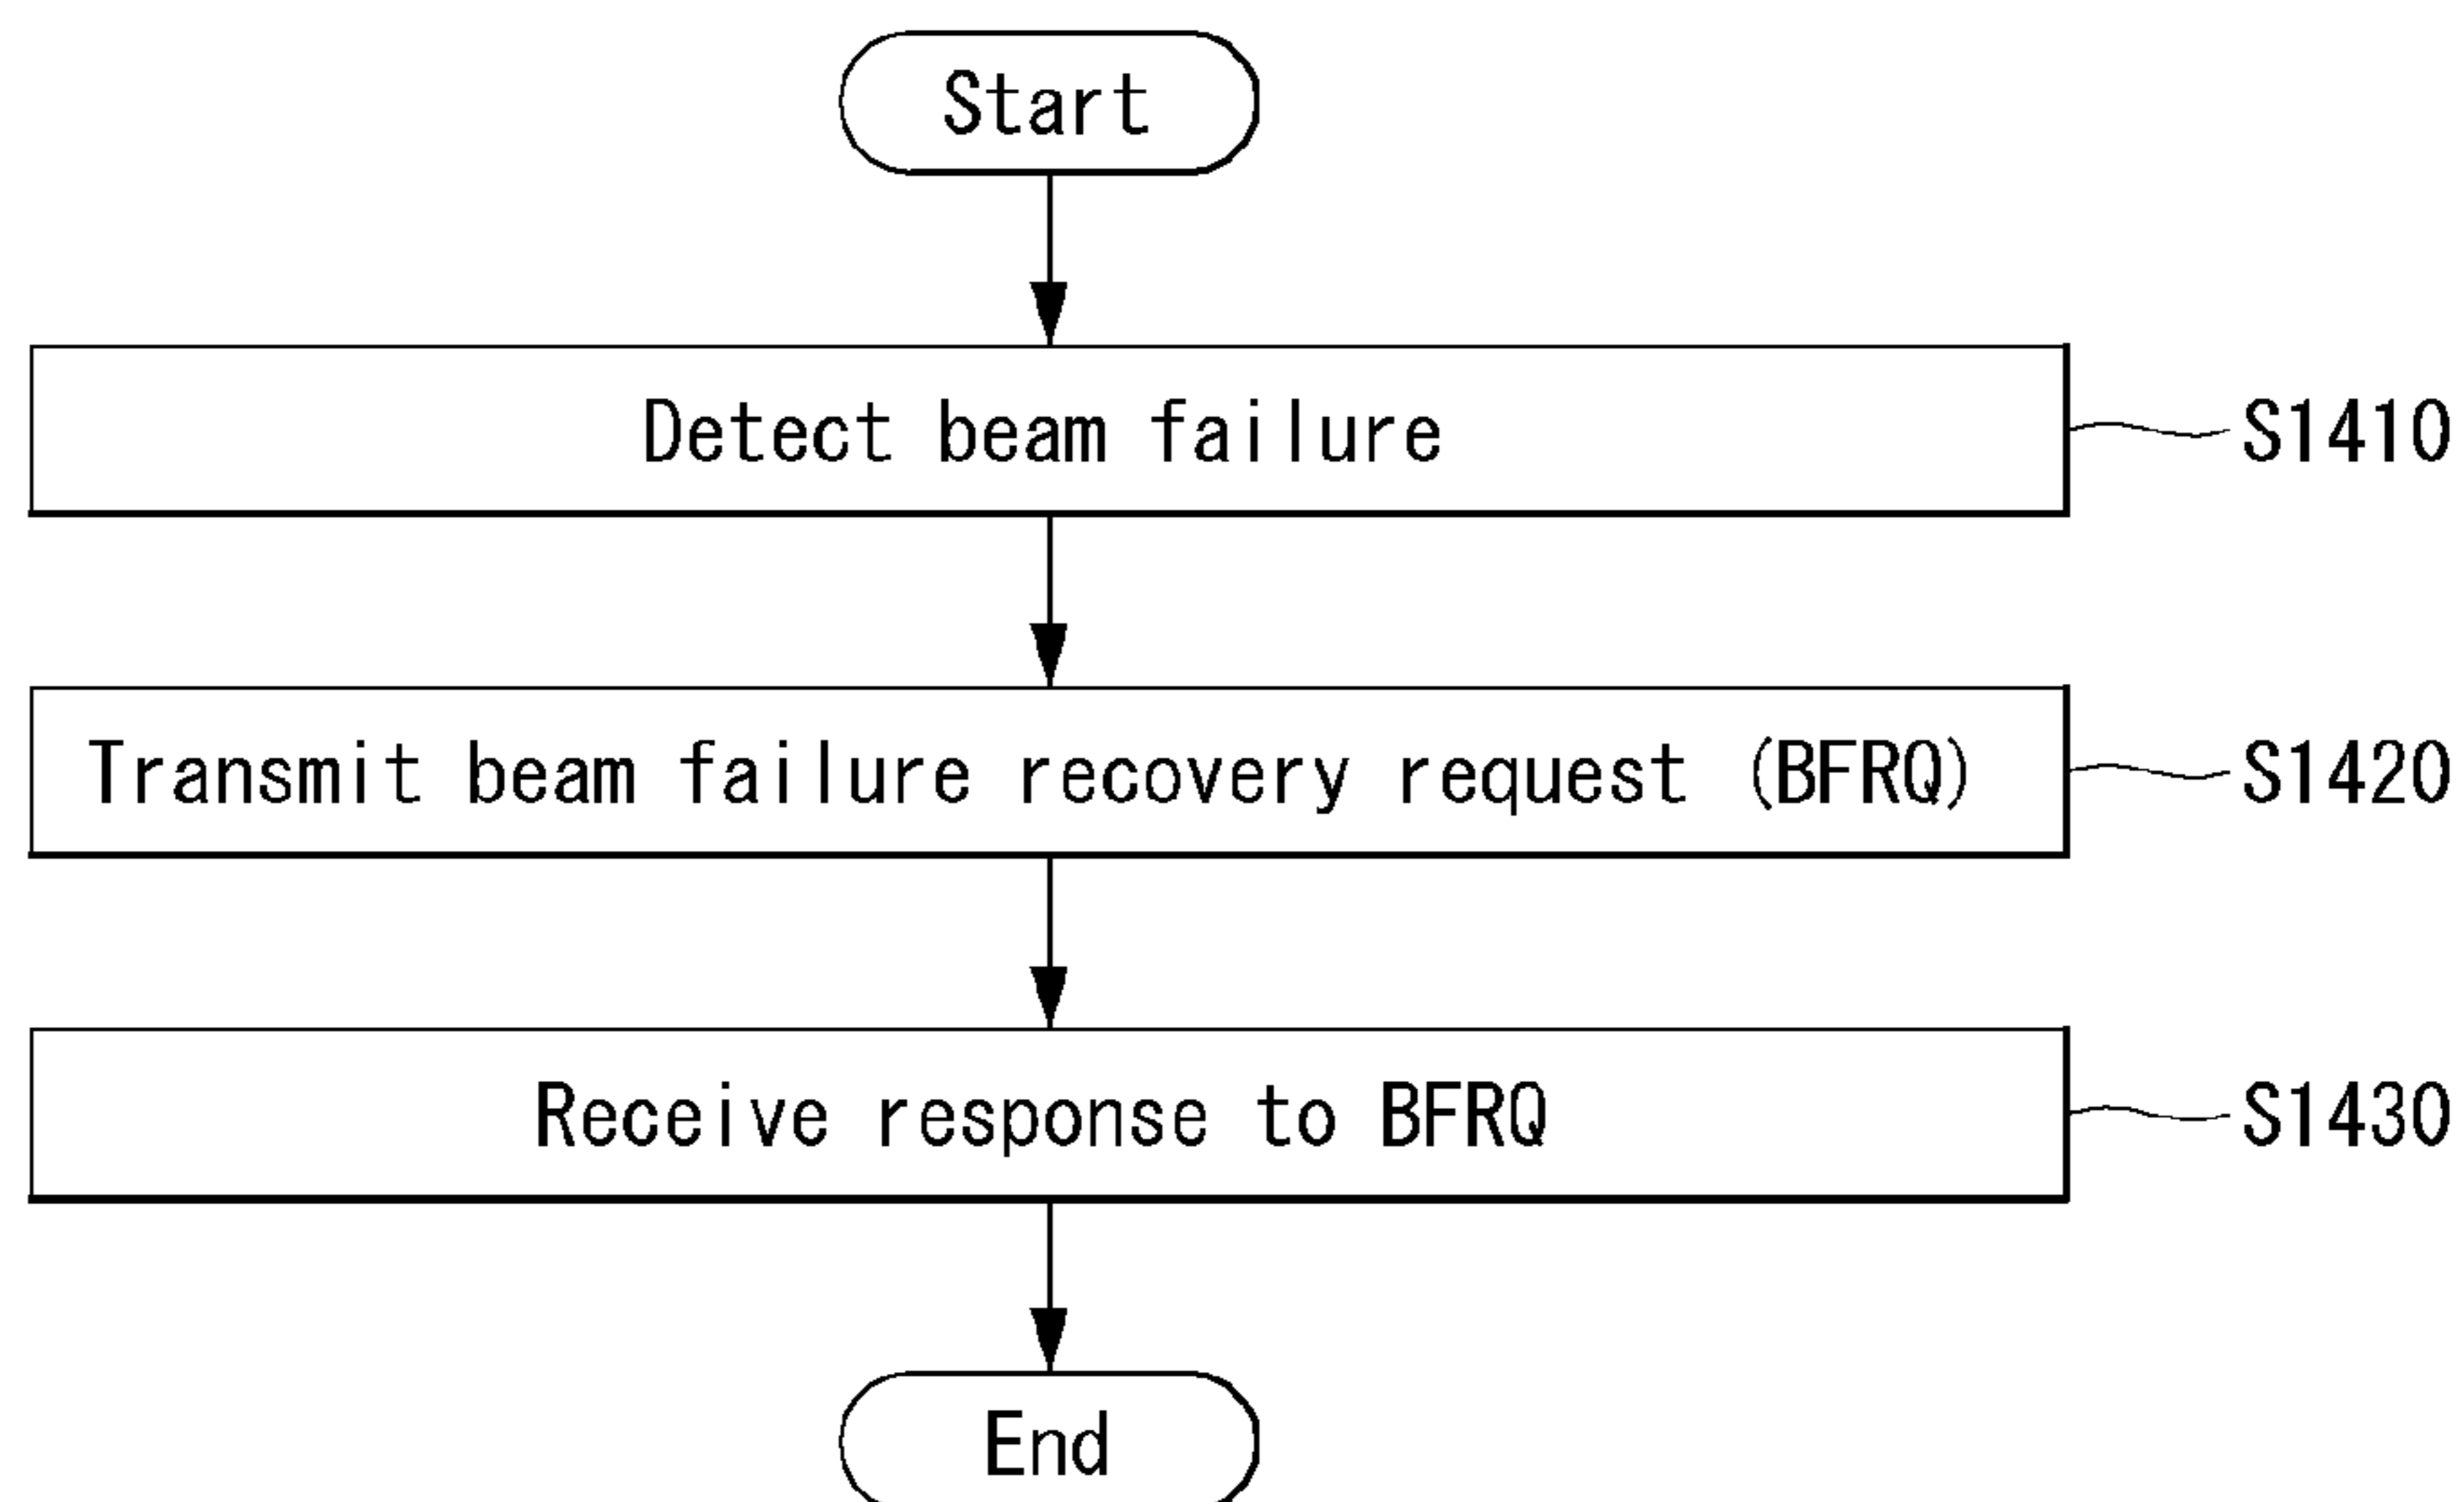 Start
Detect beam failure
S1410
Transmit beam failure recovery request (BFRQ)
S1420
Receive response to BFRQ
S1430
End